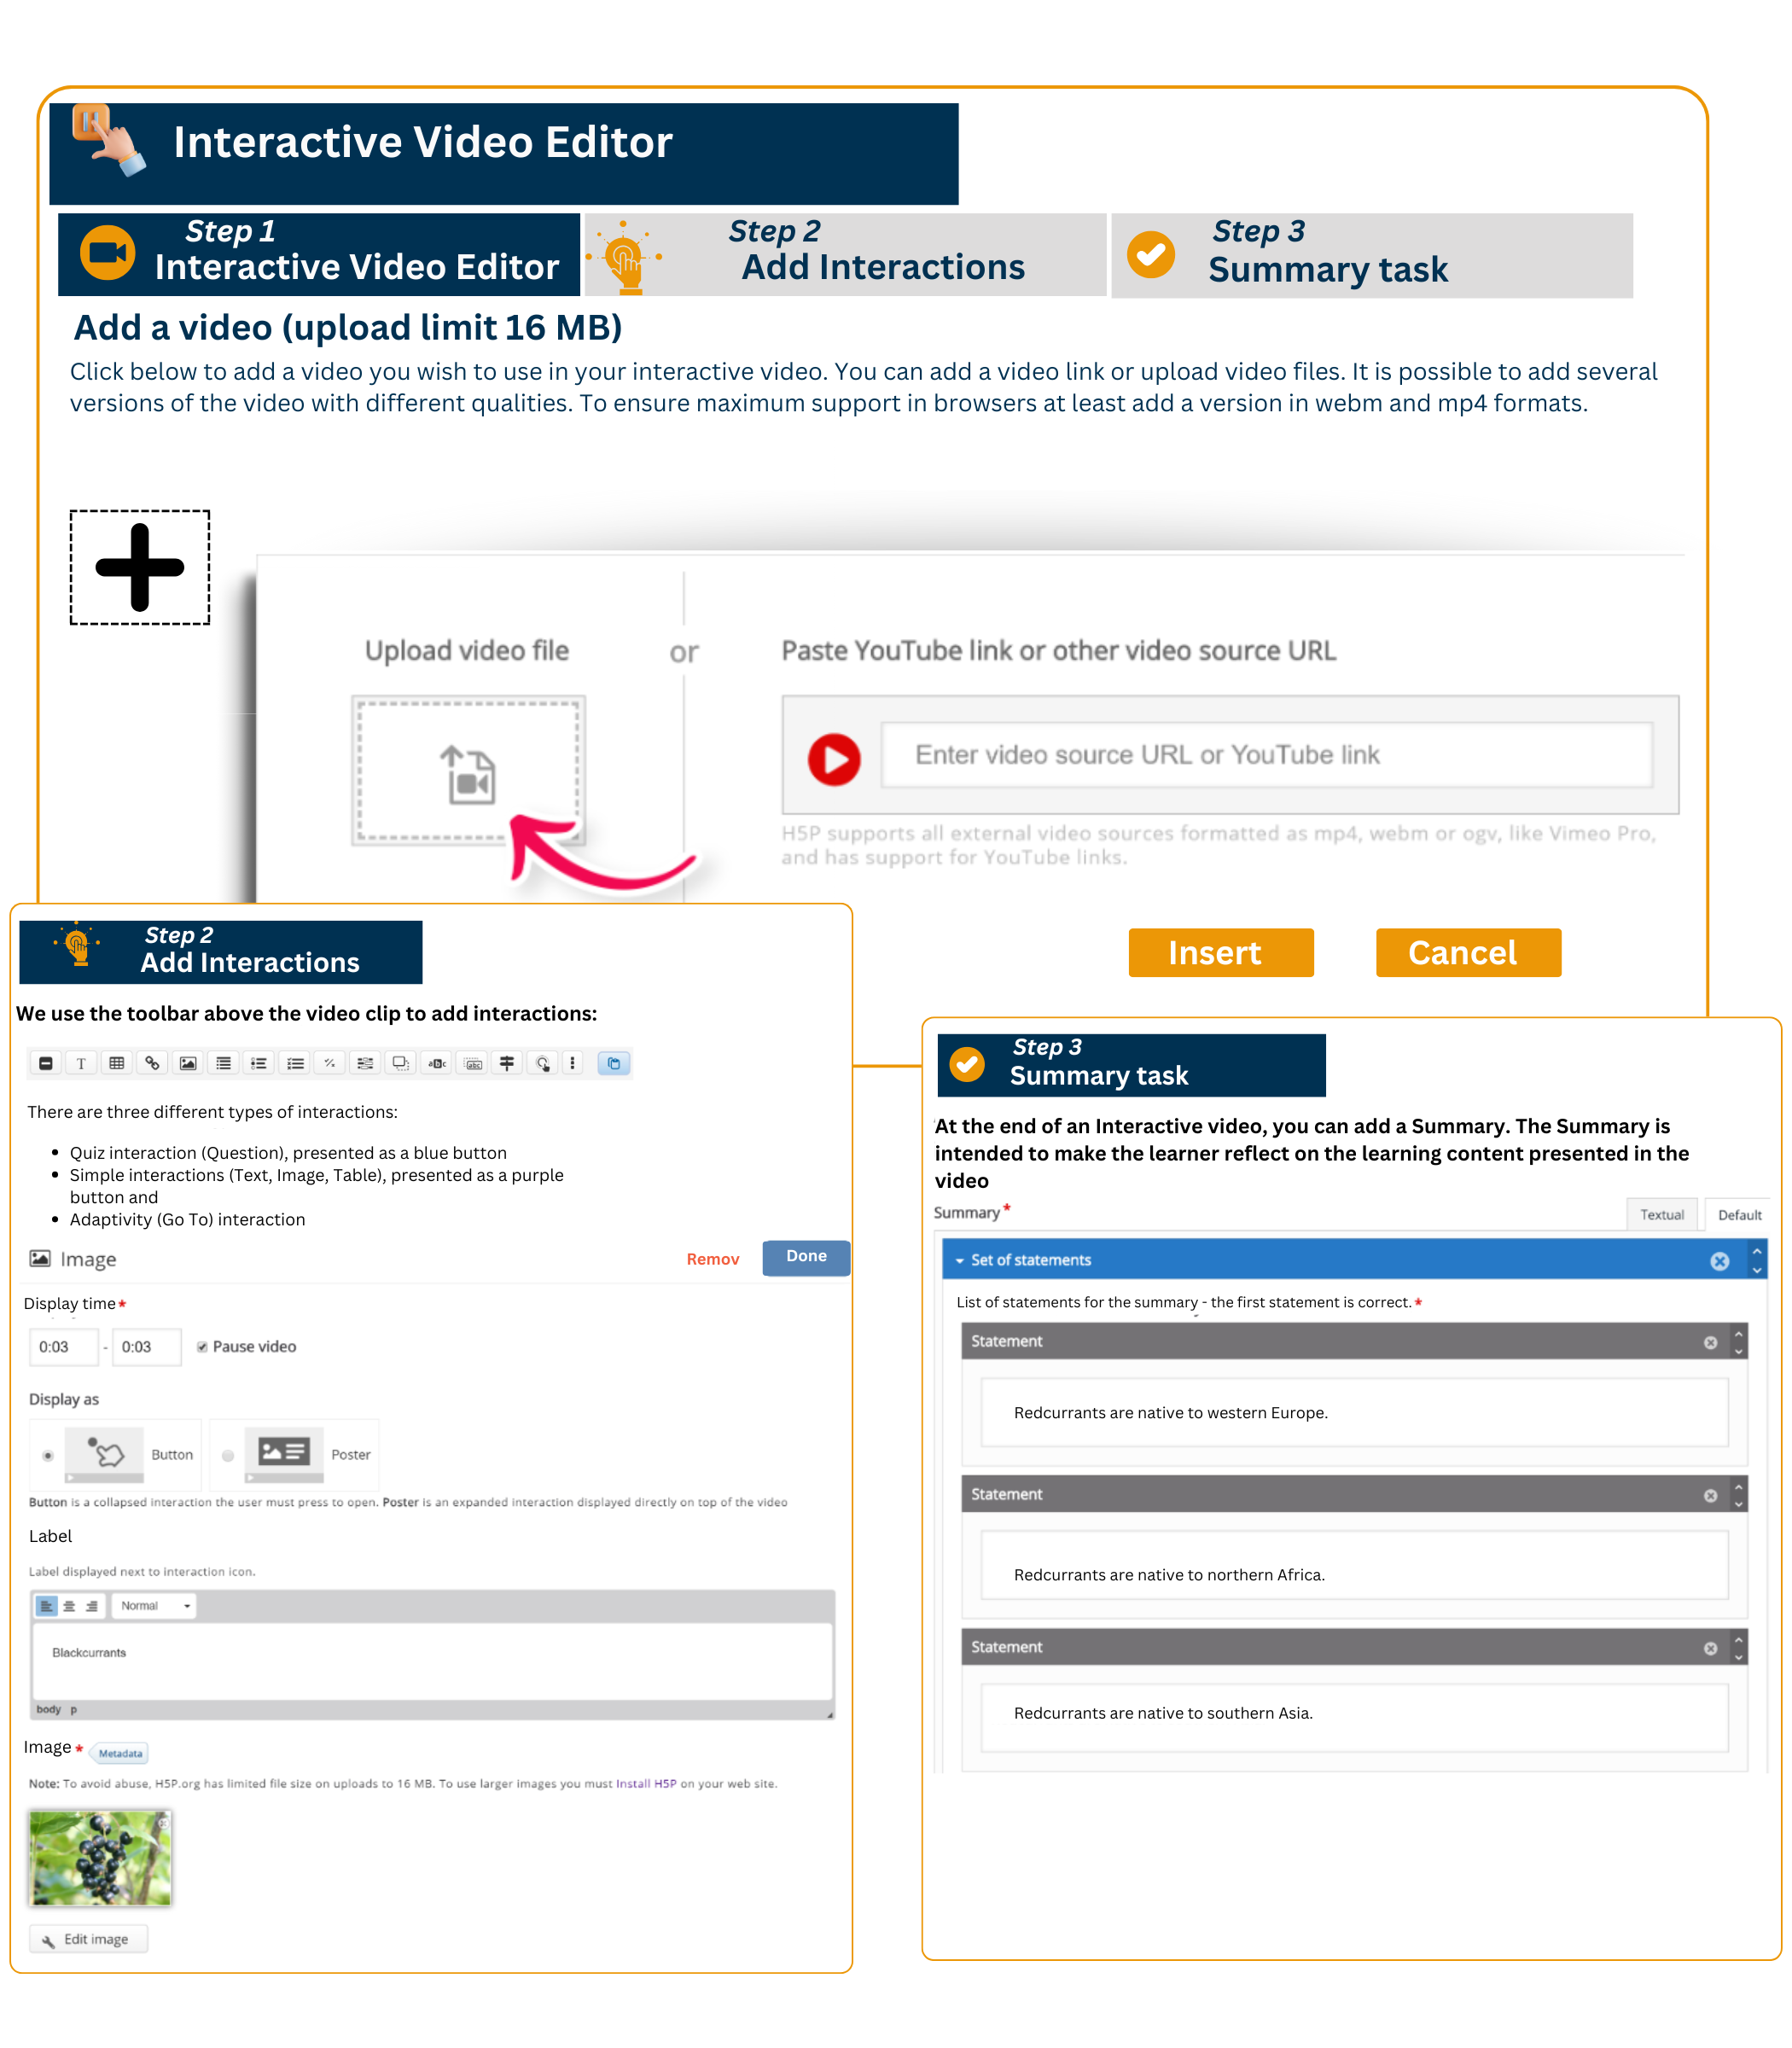 Interactive Video Editor
Step 1
Interactive Video Editor
Step 2
Add Interactions
Step 3
Summary task
Add a video (upload limit 16 MB)
Click below to add a video you wish to use in your interactive video. You can add a video link or upload video files. It is possible to add several
versions of the video with different qualities. To ensure maximum support in browsers at least add a version in webm and mp4 formats.
Upload video file
or
Paste YouTube link or other video source URL
Enter video source URL or YouTube link
H5P supports all external video sources formatted as mp4, webm or ogv, like Vimeo Pro,
and has support for YouTube links.
Insert
Cancel
Step 2
Add Interactions
We use the toolbar above the video clip to add interactions:
T
abc
abc
There are three different types of interactions:
• Quiz interaction (Question), presented as a blue button
• Simple interactions (Text, Image, Table), presented as a purple
button and
• Adaptivity (Go To) interaction
Image
Remov
Done
Display time*
0:03 - 0:03 Pause video
Display as
Button
Poster
Button is a collapsed interaction the user must press to open. Poster is an expanded interaction displayed directly on top of the video
Label
Label displayed next to interaction icon.
Normal
Blackcurrants
body p
Image * Metadata
Note: To avoid abuse, H5P.org has limited file size on uploads to 16 MB. To use larger images you must Install H5P on your web site.
Edit image
Step 3
Summary task
At the end of an Interactive video, you can add a Summary. The Summary is
intended to make the learner reflect on the learning content presented in the
video
Summary *
Textual
Default
Set of statements
List of statements for the summary - the first statement is correct.*
Statement
Redcurrants are native to western Europe.
Statement
Redcurrants are native to northern Africa.
Statement
Redcurrants are native to southern Asia.